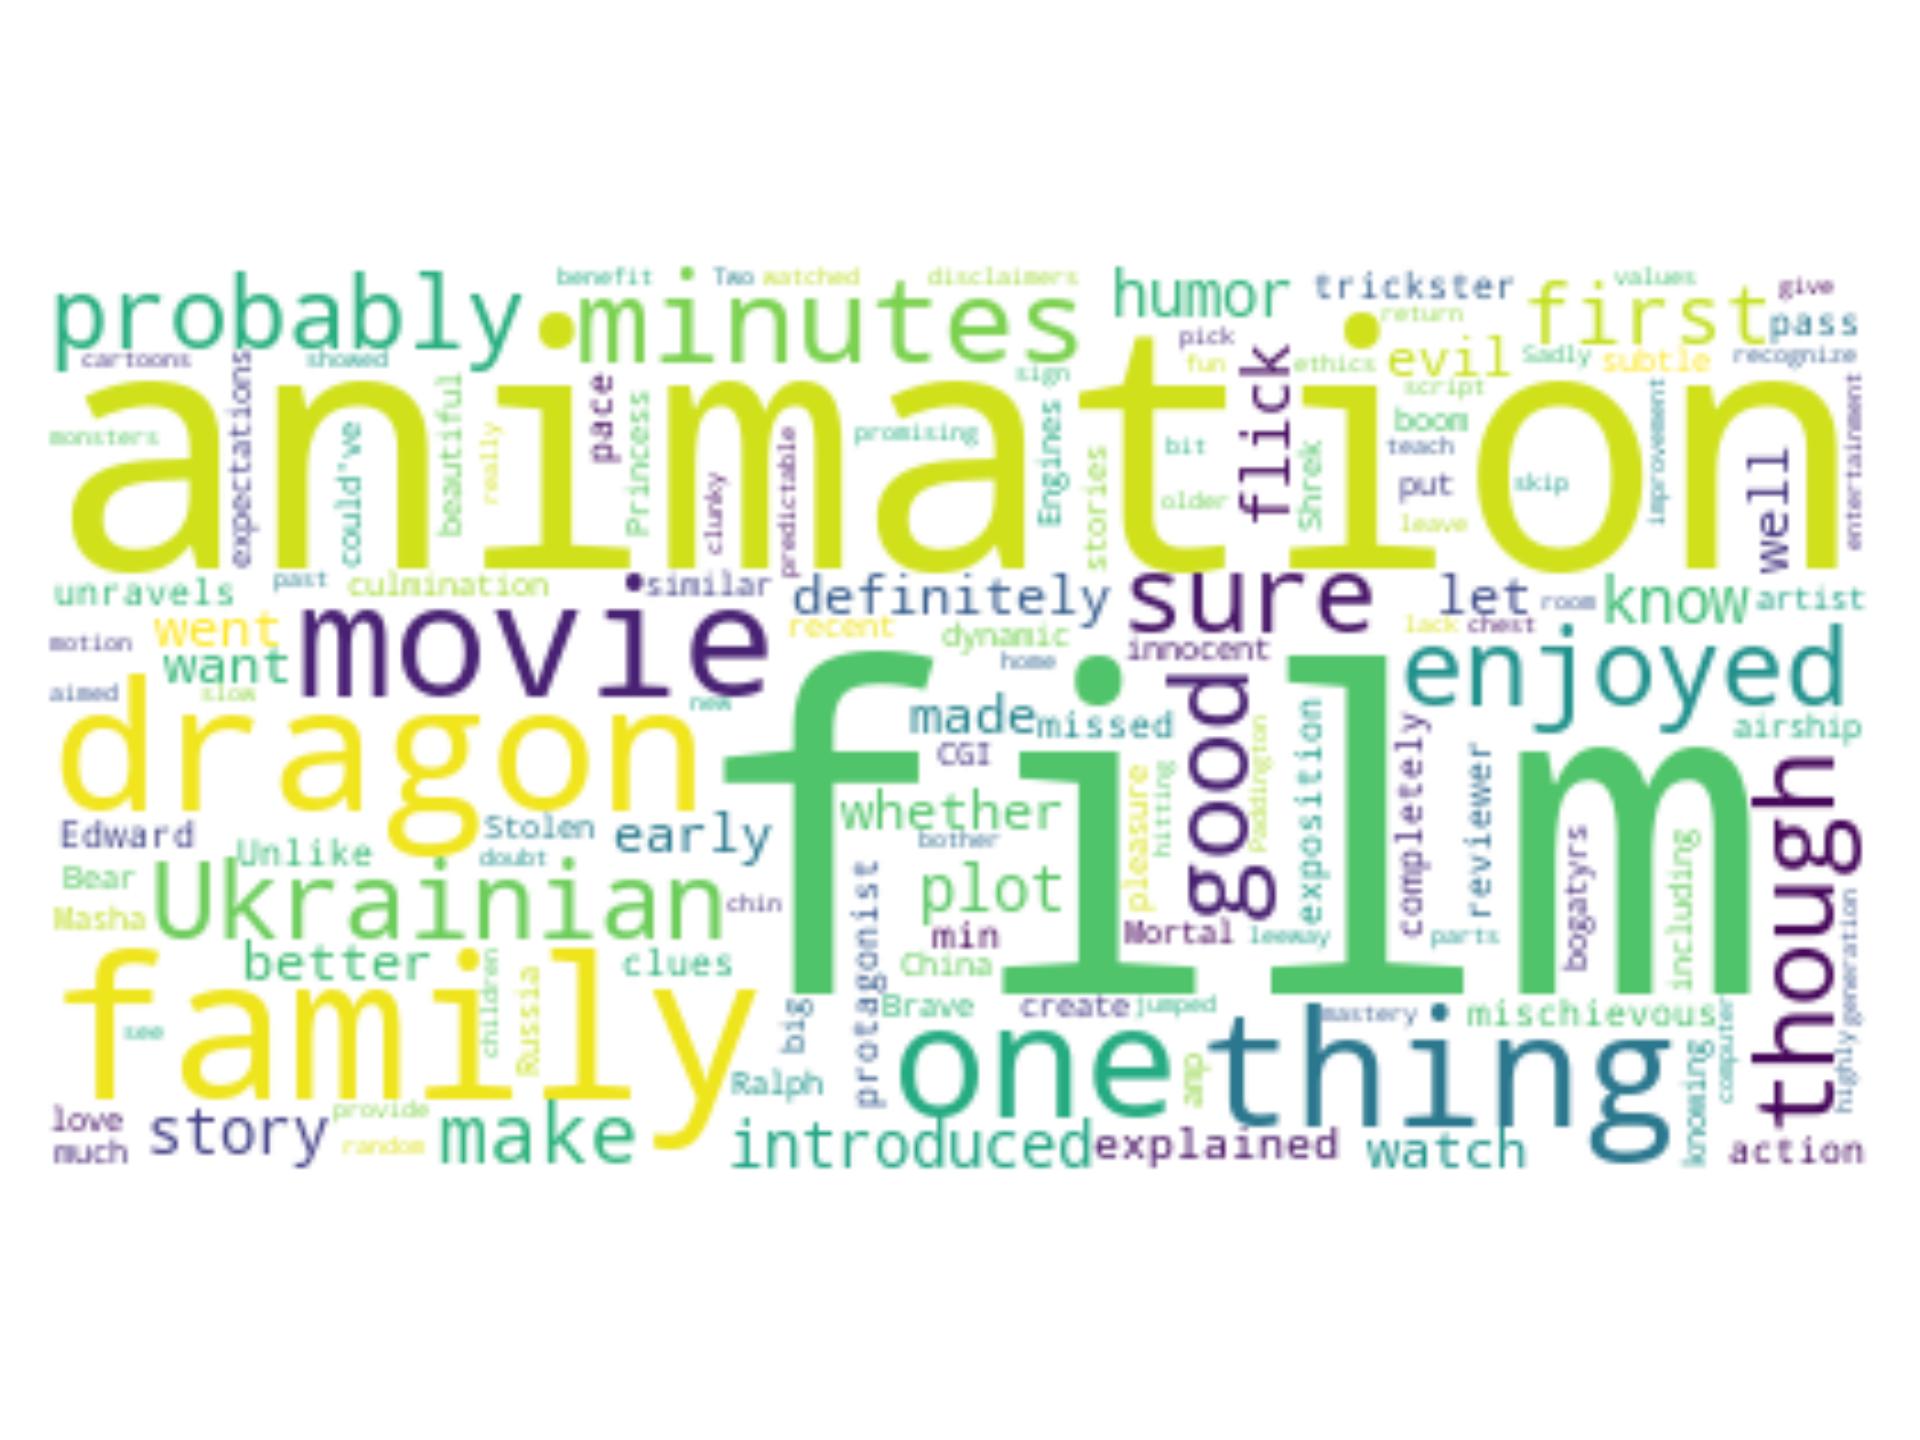 probably
benefit
Two
watched
disclaimers
minutes
humor
trickster
first
values
give
pass
return
cartoons
showed
pick
fun
ethics
evil
Sadly
subtle
recognize
animation
sign
script
monsters
expectations
could've
beautiful
really
pace
Princess
clunky
predictable
promising
Engines
stories
bit
older
flick
Shrek
boom
teach
put
leave
skip
improvement
well
entertainment
unravels
past
culmination
similar
definitely
sure
let
room
know
artist
motion
went
movie
recent
dynamic
innocent
lack
chest
enjoyed
want
home
aimed
slow
new
dragon
film
made
missed
CGI
good
Paddington
exposition
completely
reviewer
airship
though
Edward
Stolen
early
whether
bother
pleasure
hitting
bogatyrs
including
Unlike
doubt
Bear
Masha
Ukrainian
chin
protagonist
plot
min
Mortal
leeway
parts
highly
generation
better
children
Russia
clues
China
family
see
big
Brave
create
jumped
mastery
mischievous
computer
Ralph
one
amp
thing
knowing
love
much
story
provide
random
make
introduced
explained
watch
action